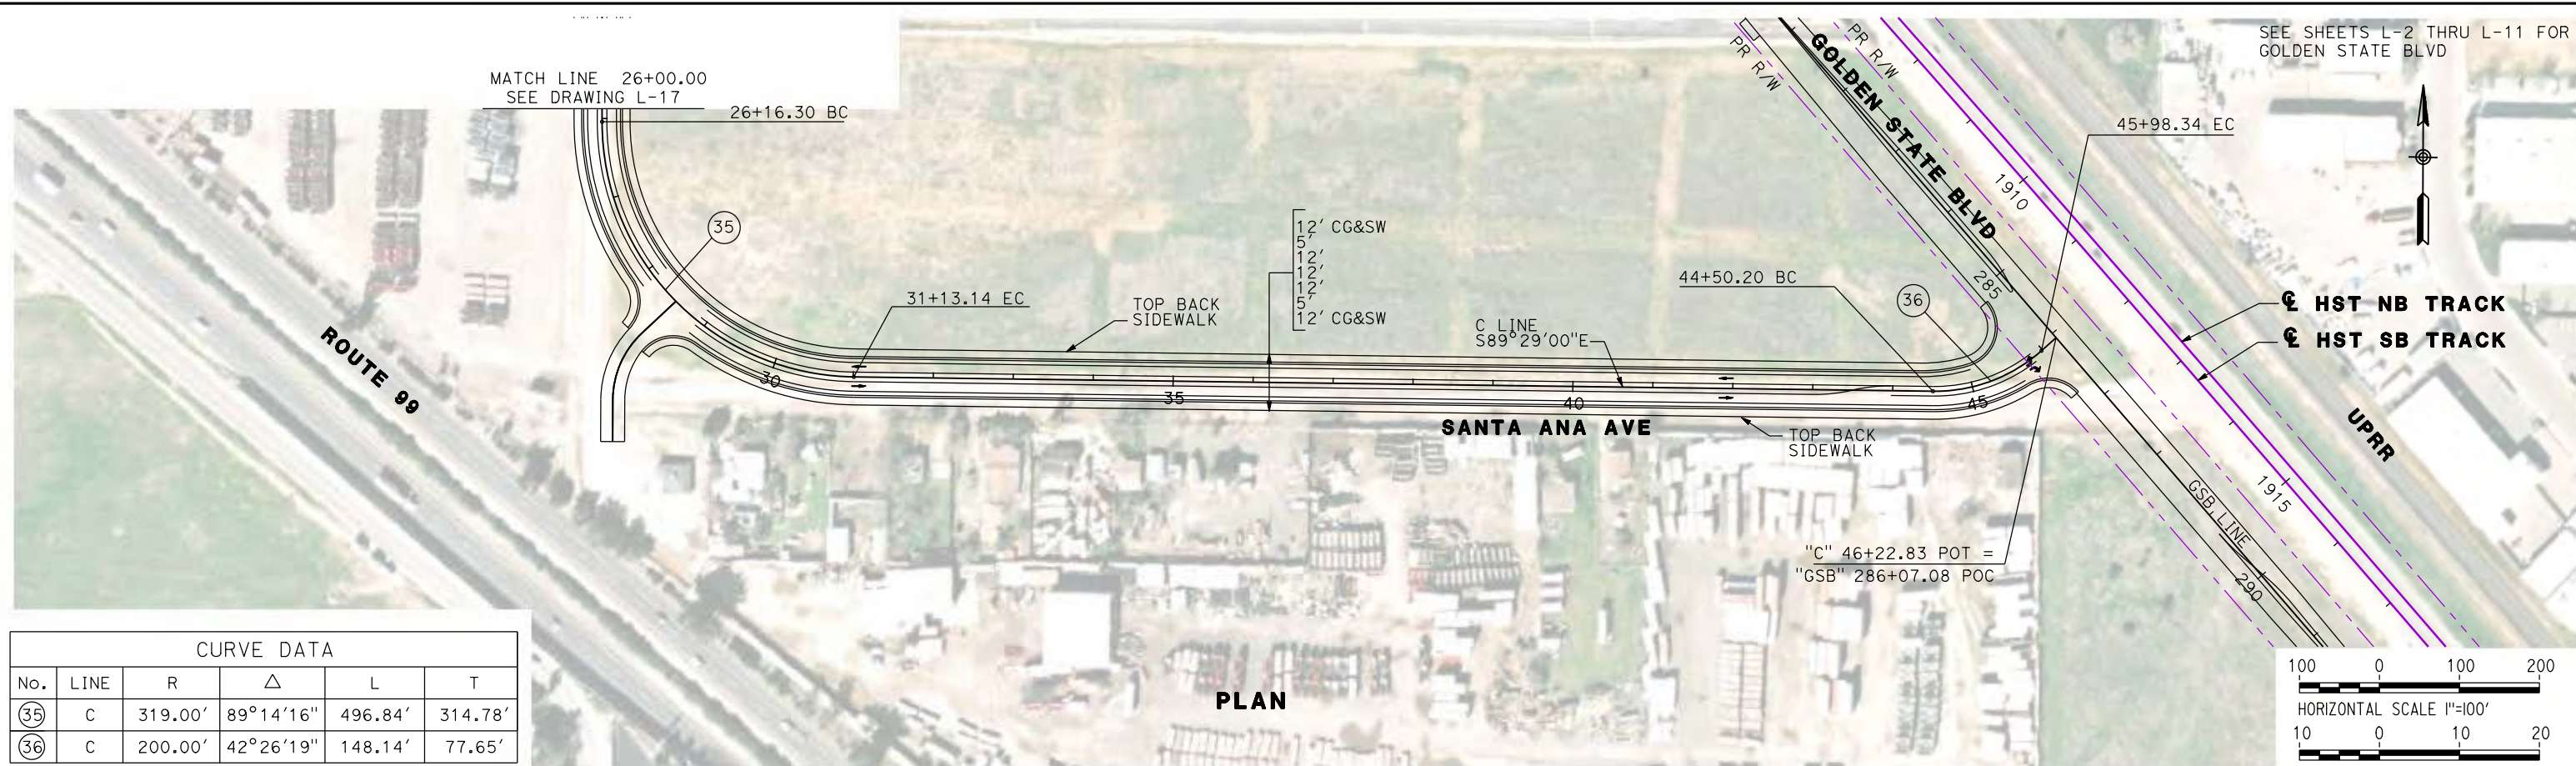 SEE SHEETS L-2 THRU L-11 FOR
GOLDEN STATE BLVD
MATCH LINE 26+00.00
SEE DRAWING L-17
26+16.30 BC
PR R/W
PR R/W
GOLDEN STATE BLVD
45+98.34 EC
1910
35
12' CG&SW
5'
12'
12'
12'
5'
12' CG&SW
31+13.14 EC
TOP BACK
SIDEWALK
C LINE
S89°29'00"E
44+50.20 BC
36
285
℄ HST NB TRACK
℄ HST SB TRACK
ROUTE 99
30
35
40
45
SANTA ANA AVE
TOP BACK
SIDEWALK
UPRR
1915
GSB LINE
290
"C" 46+22.83 POT =
"GSB" 286+07.08 POC
CURVE DATA
No. LINE R △ L T
35 C 319.00' 89°14'16" 496.84' 314.78'
36 C 200.00' 42°26'19" 148.14' 77.65'
PLAN
100 0 100 200
HORIZONTAL SCALE 1"=100'
10 0 10 20